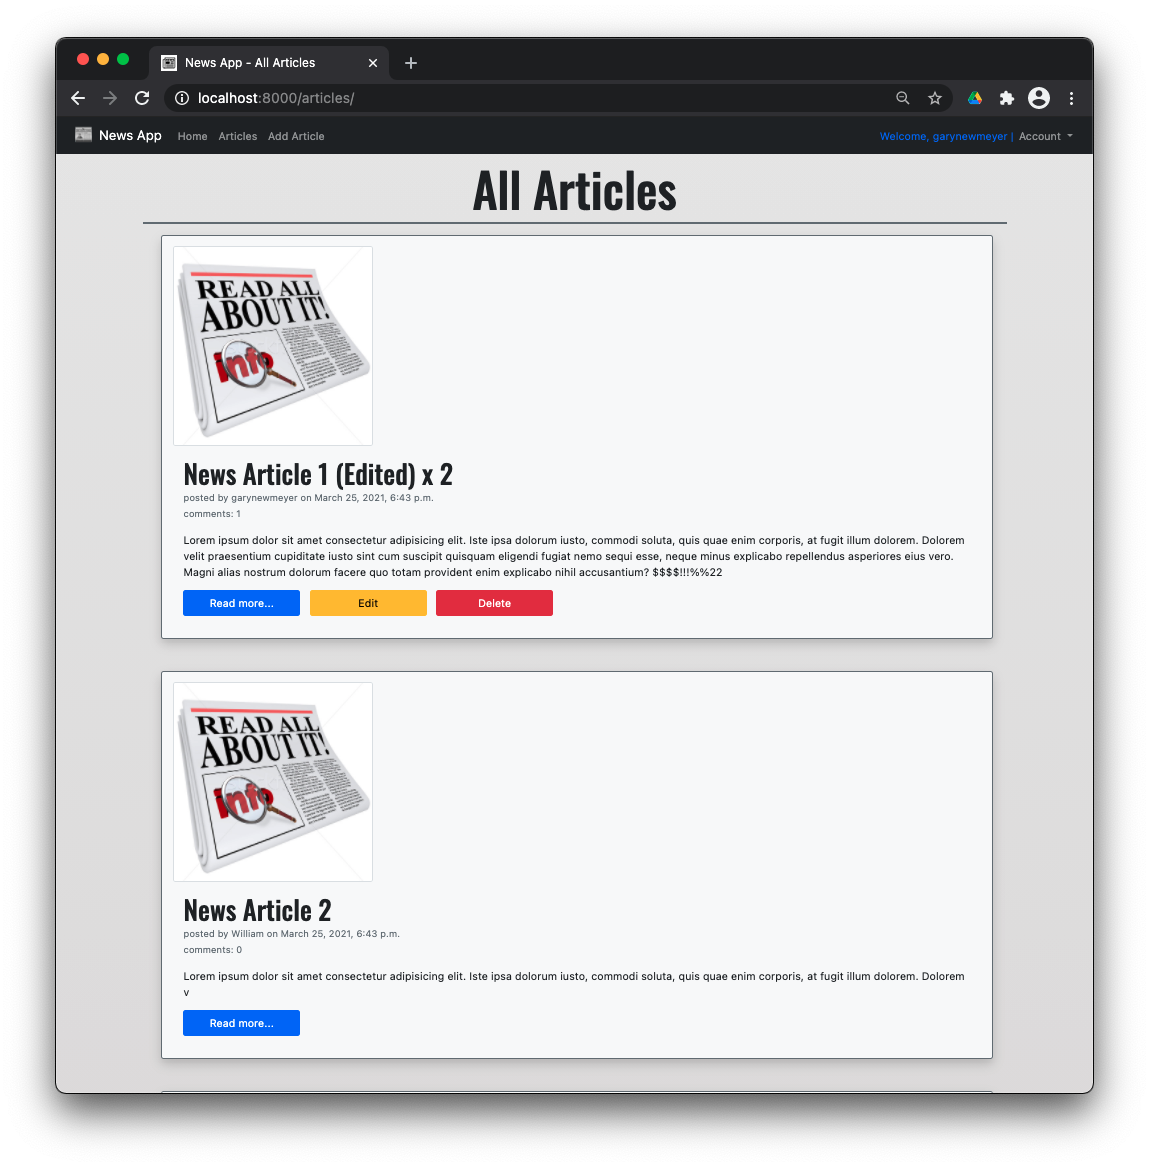 News App - All Articles
localhost:8000/articles/
News App Home Articles Add Article Welcome, garynewmeyer | Account
All Articles
READ ALL
ABOUT IT!
info
News Article 1 (Edited) x 2
posted by garynewmeyer on March 25, 2021, 6:43 p.m.
comments: 1
Lorem ipsum dolor sit amet consectetur adipisicing elit. Iste ipsa dolorum iusto, commodi soluta, quis quae enim corporis, at fugit illum dolorem. Dolorem
velit praesentium cupiditate iusto sint cum suscipit quisquam eligendi fugiat nemo sequi esse, neque minus explicabo repellendus asperiores eius vero.
Magni alias nostrum dolorum facere quo totam provident enim explicabo nihil accusantium? $$$$!!!%%22
Read more... Edit Delete
READ ALL
ABOUT IT!
info
News Article 2
posted by William on March 25, 2021, 6:43 p.m.
comments: 0
Lorem ipsum dolor sit amet consectetur adipisicing elit. Iste ipsa dolorum iusto, commodi soluta, quis quae enim corporis, at fugit illum dolorem. Dolorem
v
Read more...